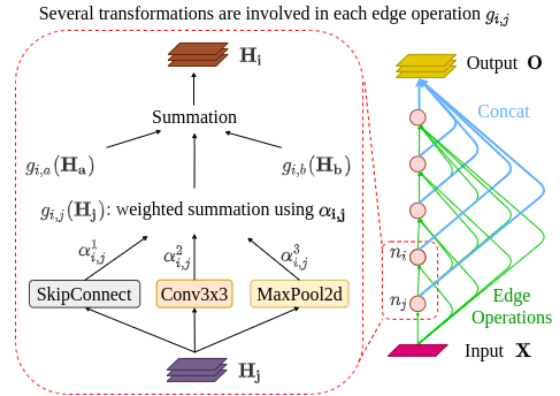 Several transformations are involved in each edge operation g_{i,j}
H_i
Output O
Summation
Concat
g_{i,a}(H_a)
g_{i,b}(H_b)
g_{i,j}(H_j): weighted summation using α_{i,j}
α^1_{i,j}
α^2_{i,j}
α^3_{i,j}
n_i
SkipConnect
Conv3x3
MaxPool2d
n_j
Edge
Operations
H_j
Input X